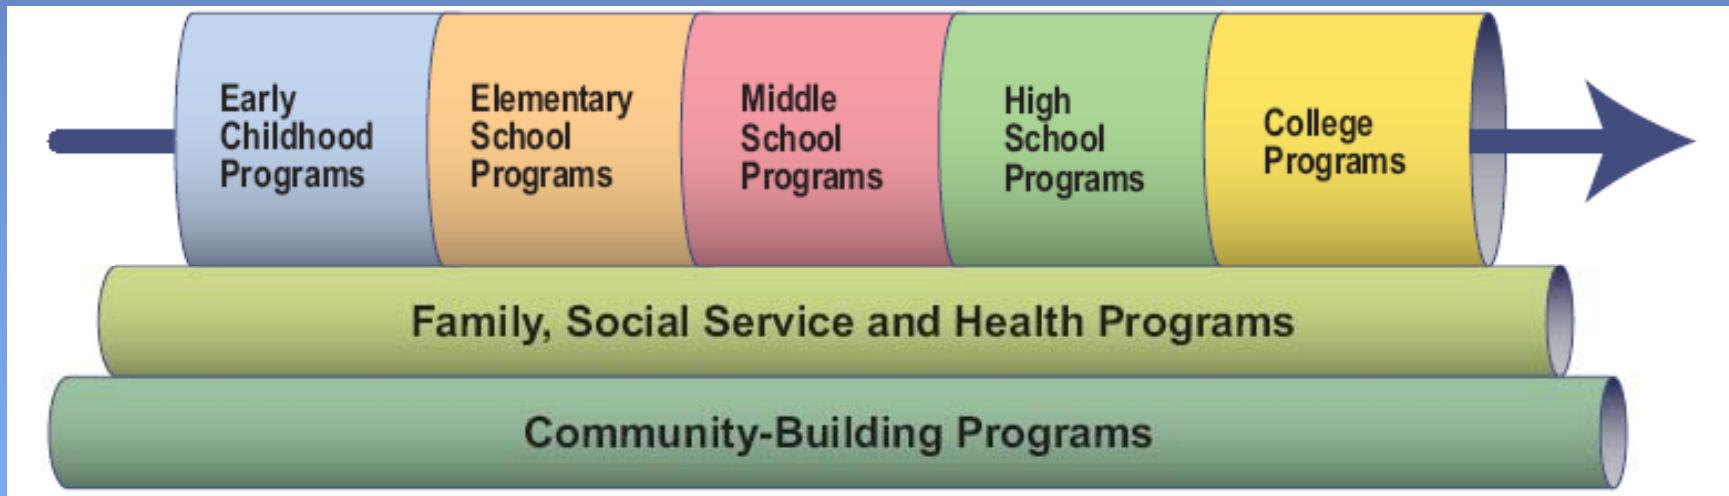 Early
Childhood
Programs
Elementary
School
Programs
Middle
School
Programs
High
School
Programs
College
Programs
Family, Social Service and Health Programs
Community-Building Programs